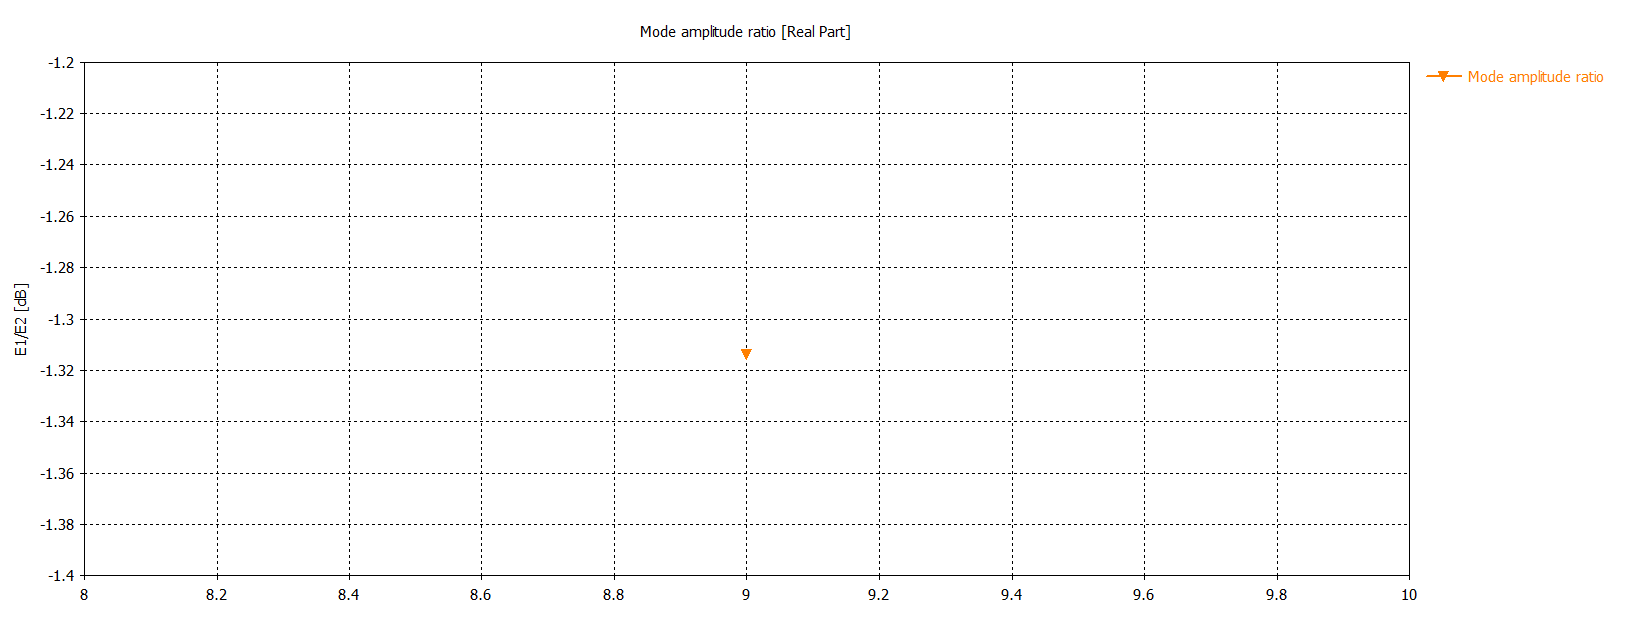 Mode amplitude ratio [Real Part]
Mode amplitude ratio
E1/E2 [dB]
-1.2
-1.22
-1.24
-1.26
-1.28
-1.3
-1.32
-1.34
-1.36
-1.38
-1.4
8 8.2 8.4 8.6 8.8 9 9.2 9.4 9.6 9.8 10